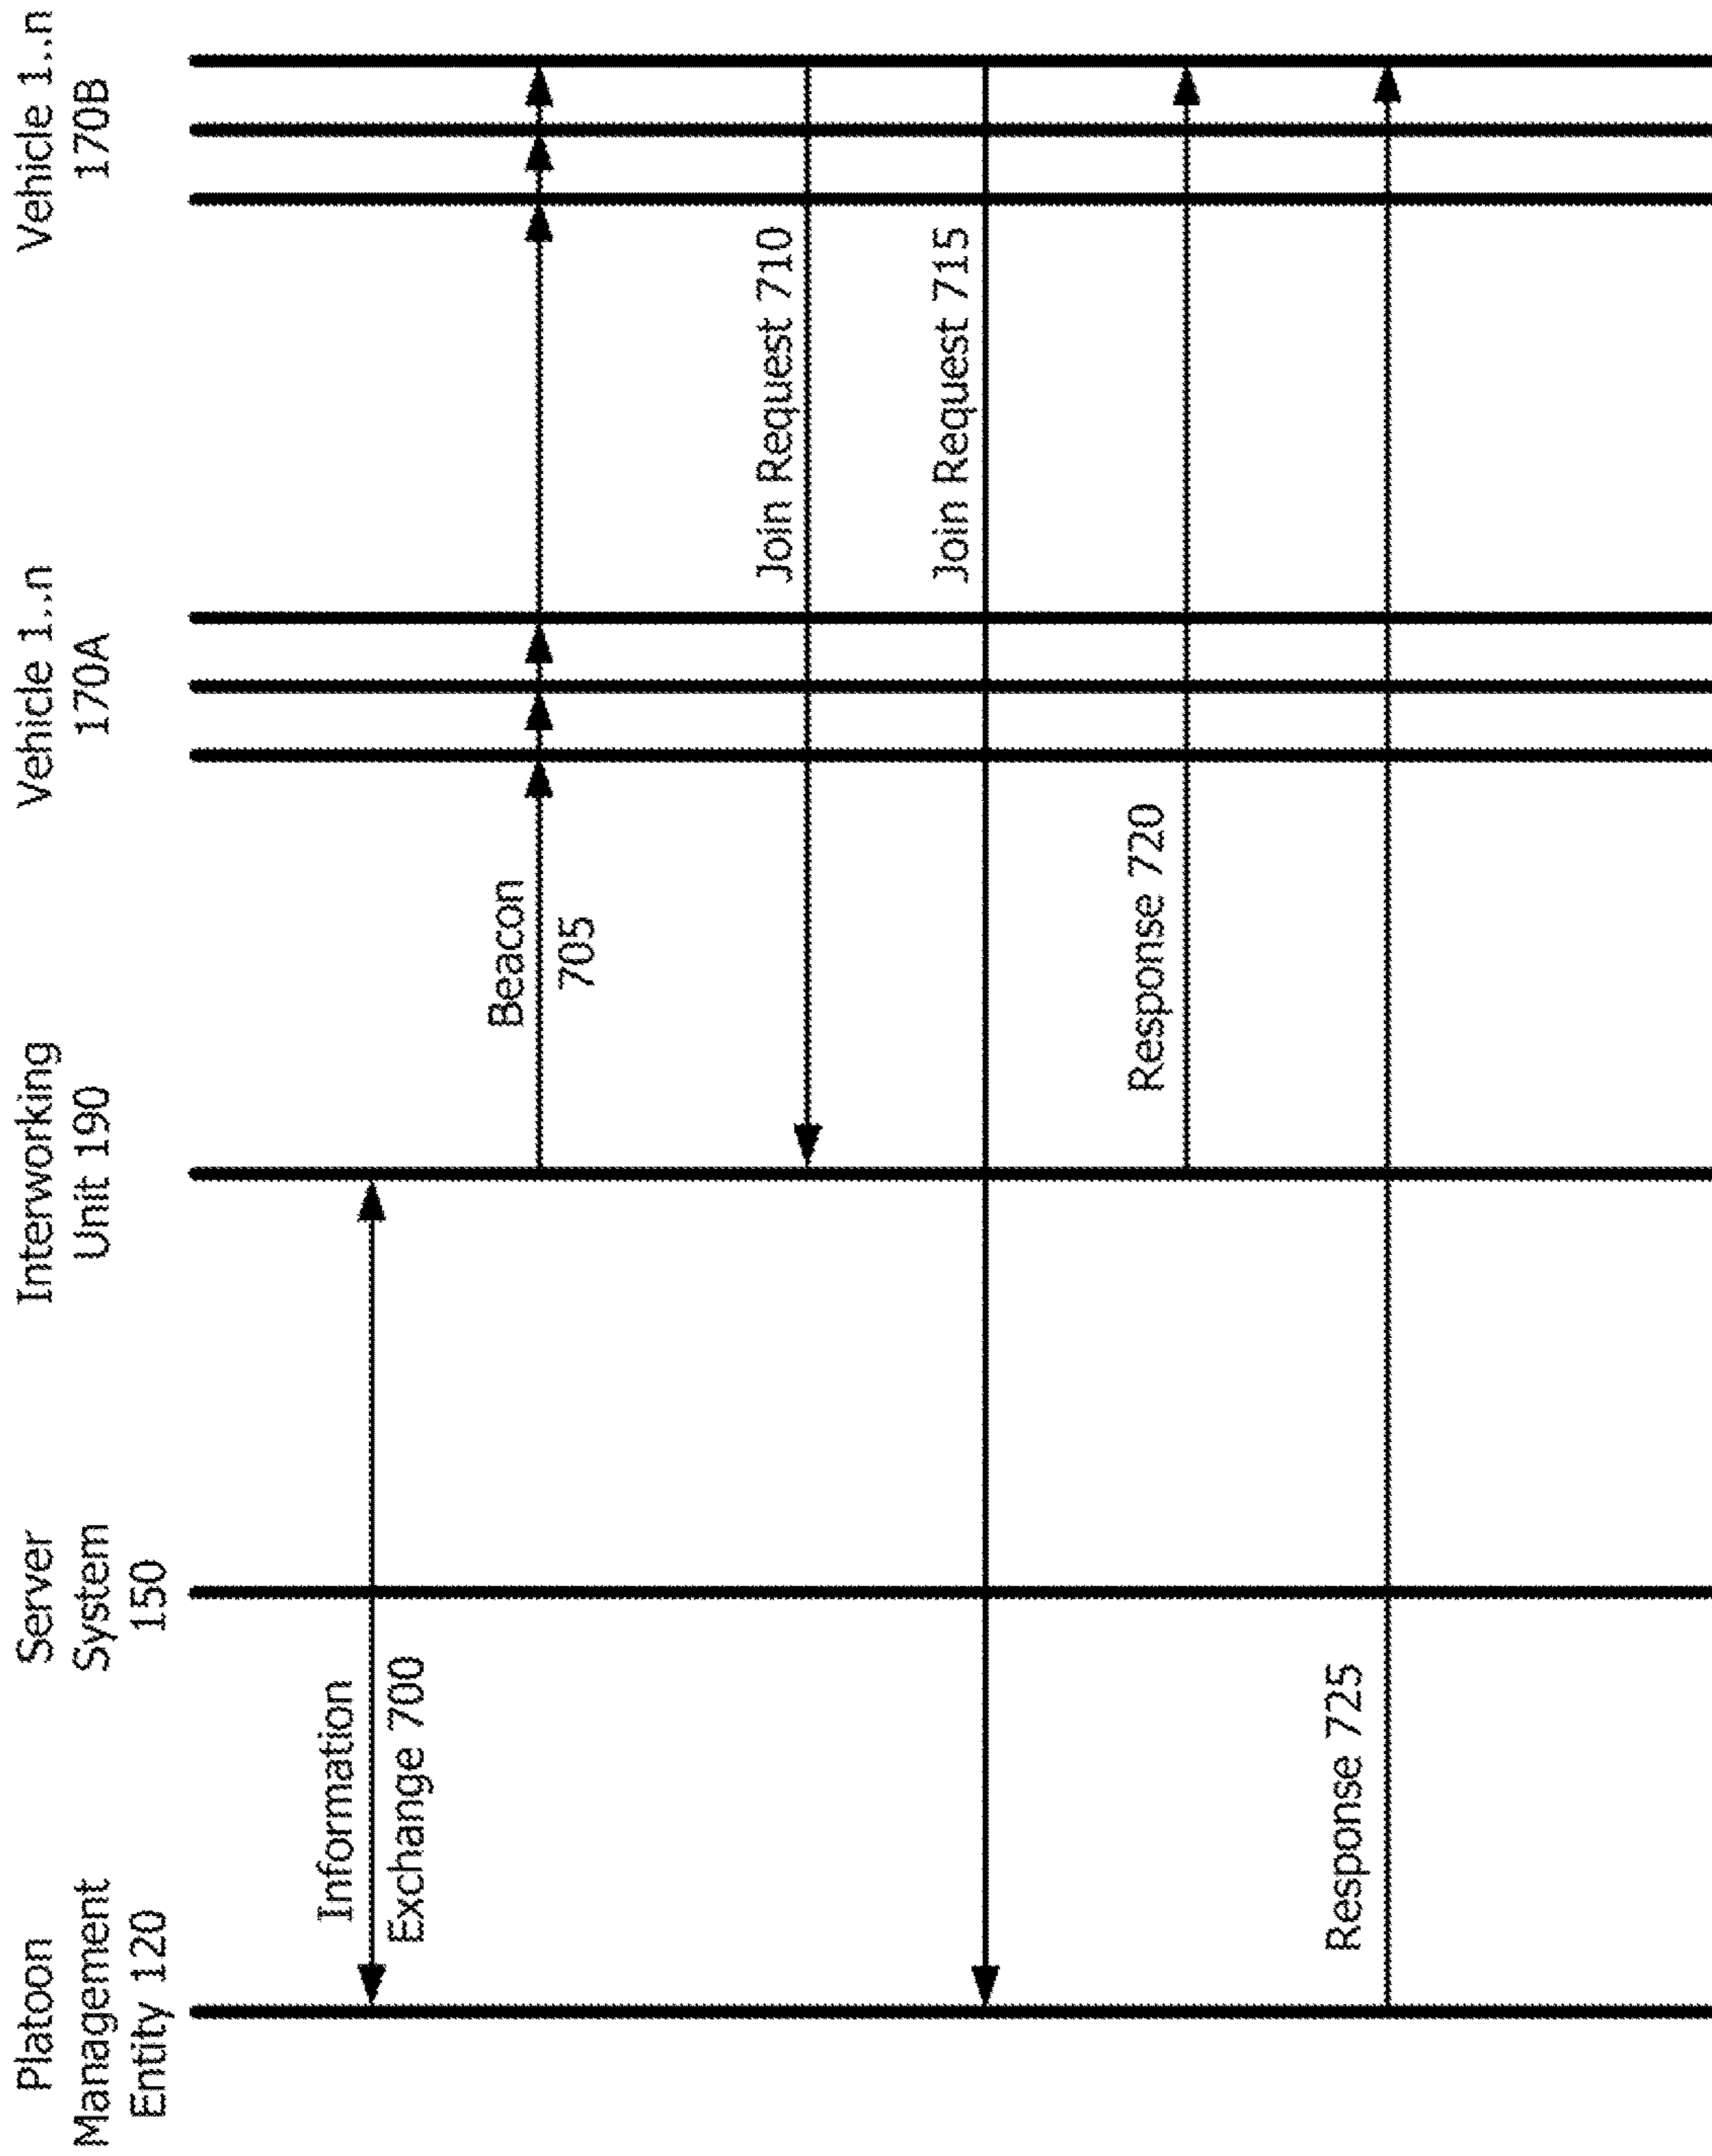 Platoon
Management
Entity 120
Server
System
150
Interworking
Unit 190
Vehicle 1..n
170A
Vehicle 1..n
170B
Information
Exchange 700
Beacon
705
Join Request 710
Join Request 715
Response 720
Response 725